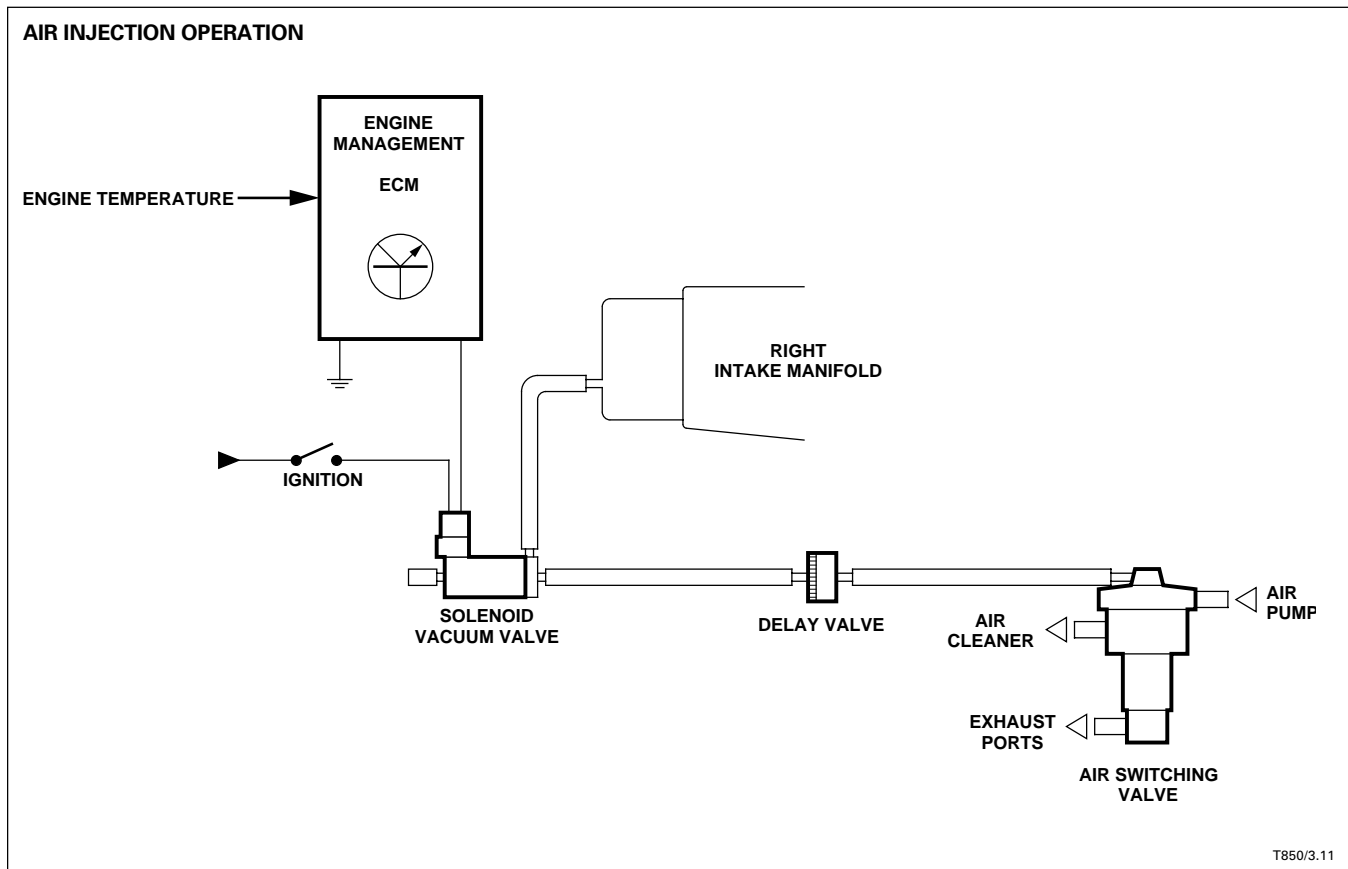 AIR INJECTION OPERATION
ENGINE
MANAGEMENT
ECM
ENGINE TEMPERATURE
RIGHT
INTAKE MANIFOLD
IGNITION
SOLENOID
VACUUM VALVE
DELAY VALVE
AIR
CLEANER
AIR
PUMP
EXHAUST
PORTS
AIR SWITCHING
VALVE
T850/3.11